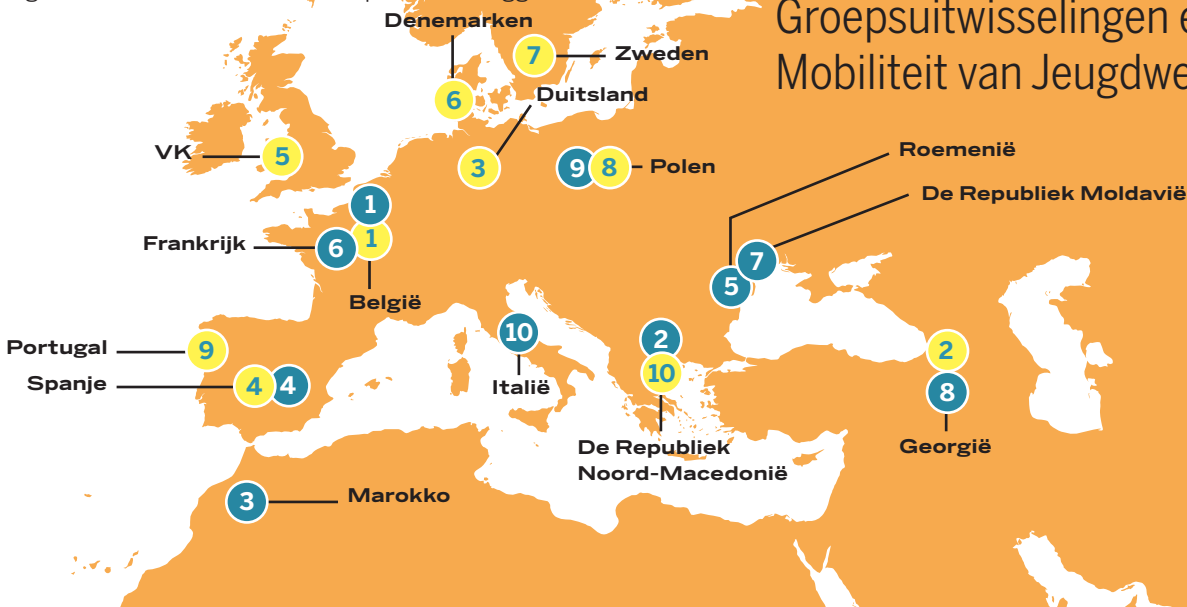 Groepsuitwisselingen e
Mobiliteit van Jeugdwe
Denemarken
6
7
Zweden
Duitsland
3
VK
5
9
8
Polen
Roemenië
5
De Republiek Moldavië
7
1
Frankrijk
6
1
België
Portugal
9
Spanje
4
4
10
Italië
2
10
De Republiek
Noord-Macedonië
2
8
Georgië
3
Marokko